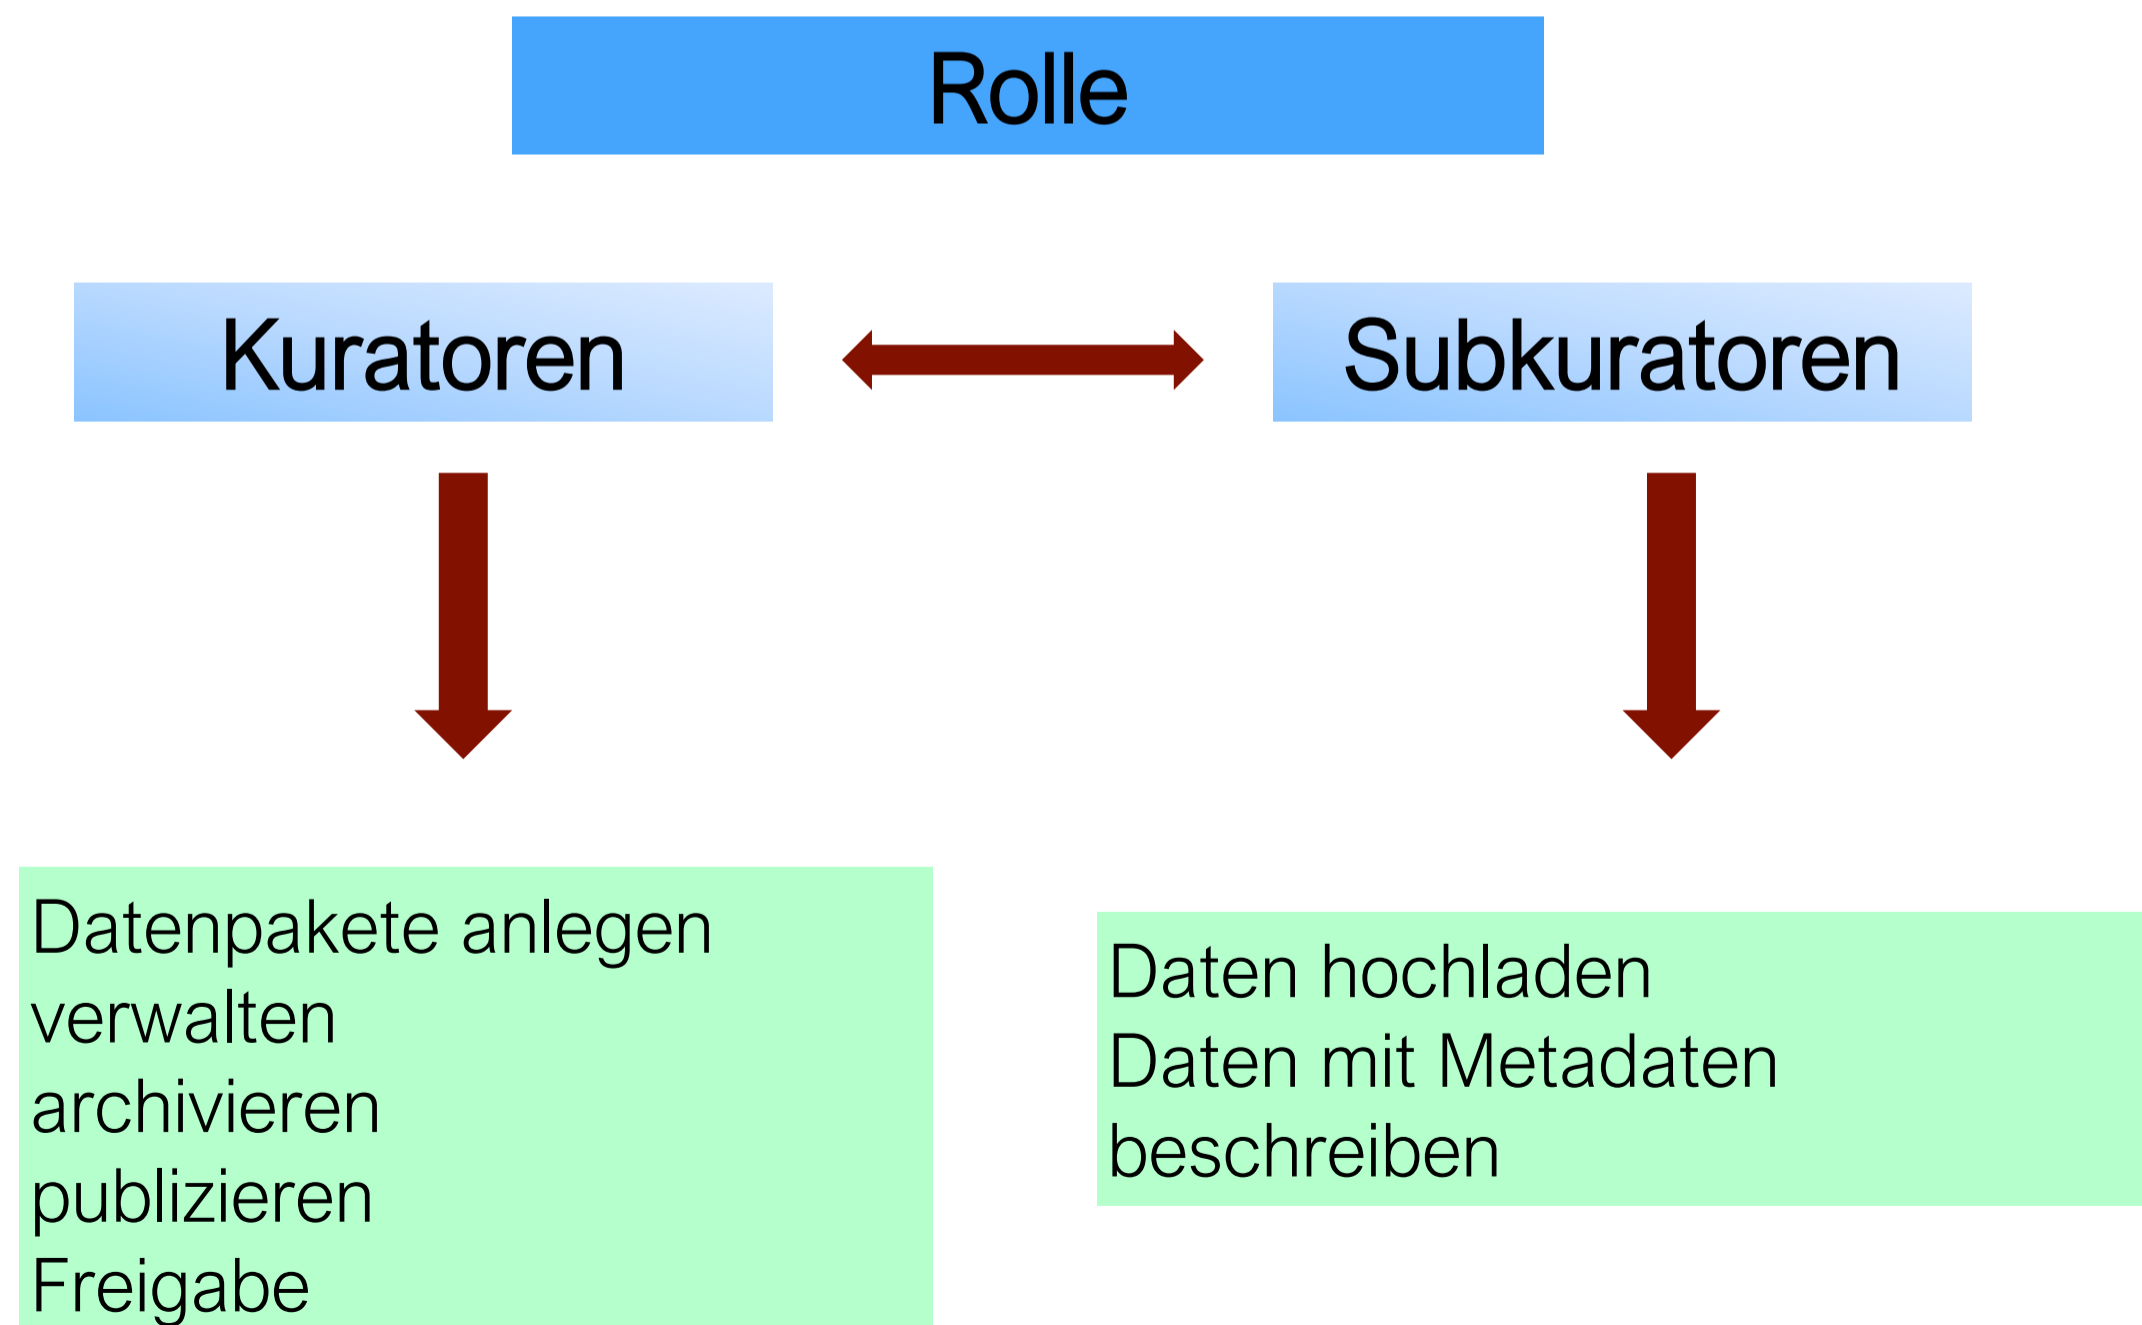 Rolle
Kuratoren
Subkuratoren
Datenpakete anlegen
verwalten
archivieren
publizieren
Freigabe
Daten hochladen
Daten mit Metadaten
beschreiben